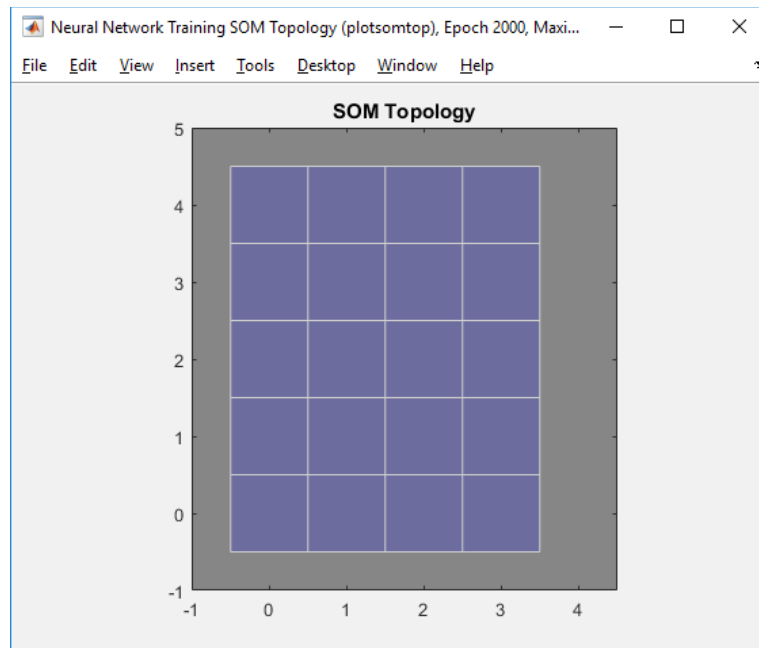 Neural Network Training SOM Topology (plotsomtop), Epoch 2000, Maxi...
File Edit View Insert Tools Desktop Window Help
SOM Topology
5
4
3
2
1
0
-1
-1 0 1 2 3 4